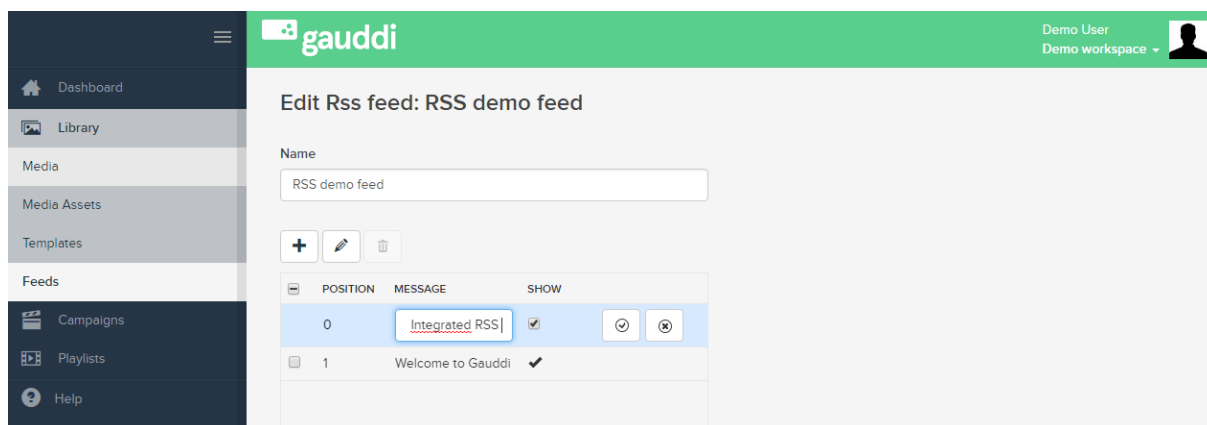 gauddi
Demo User
Demo workspace
Dashboard
Library
Media
Media Assets
Templates
Feeds
Campaigns
Playlists
Help
Edit Rss feed: RSS demo feed
Name
RSS demo feed
POSITION MESSAGE SHOW
0 Integrated RSS
1 Welcome to Gauddi